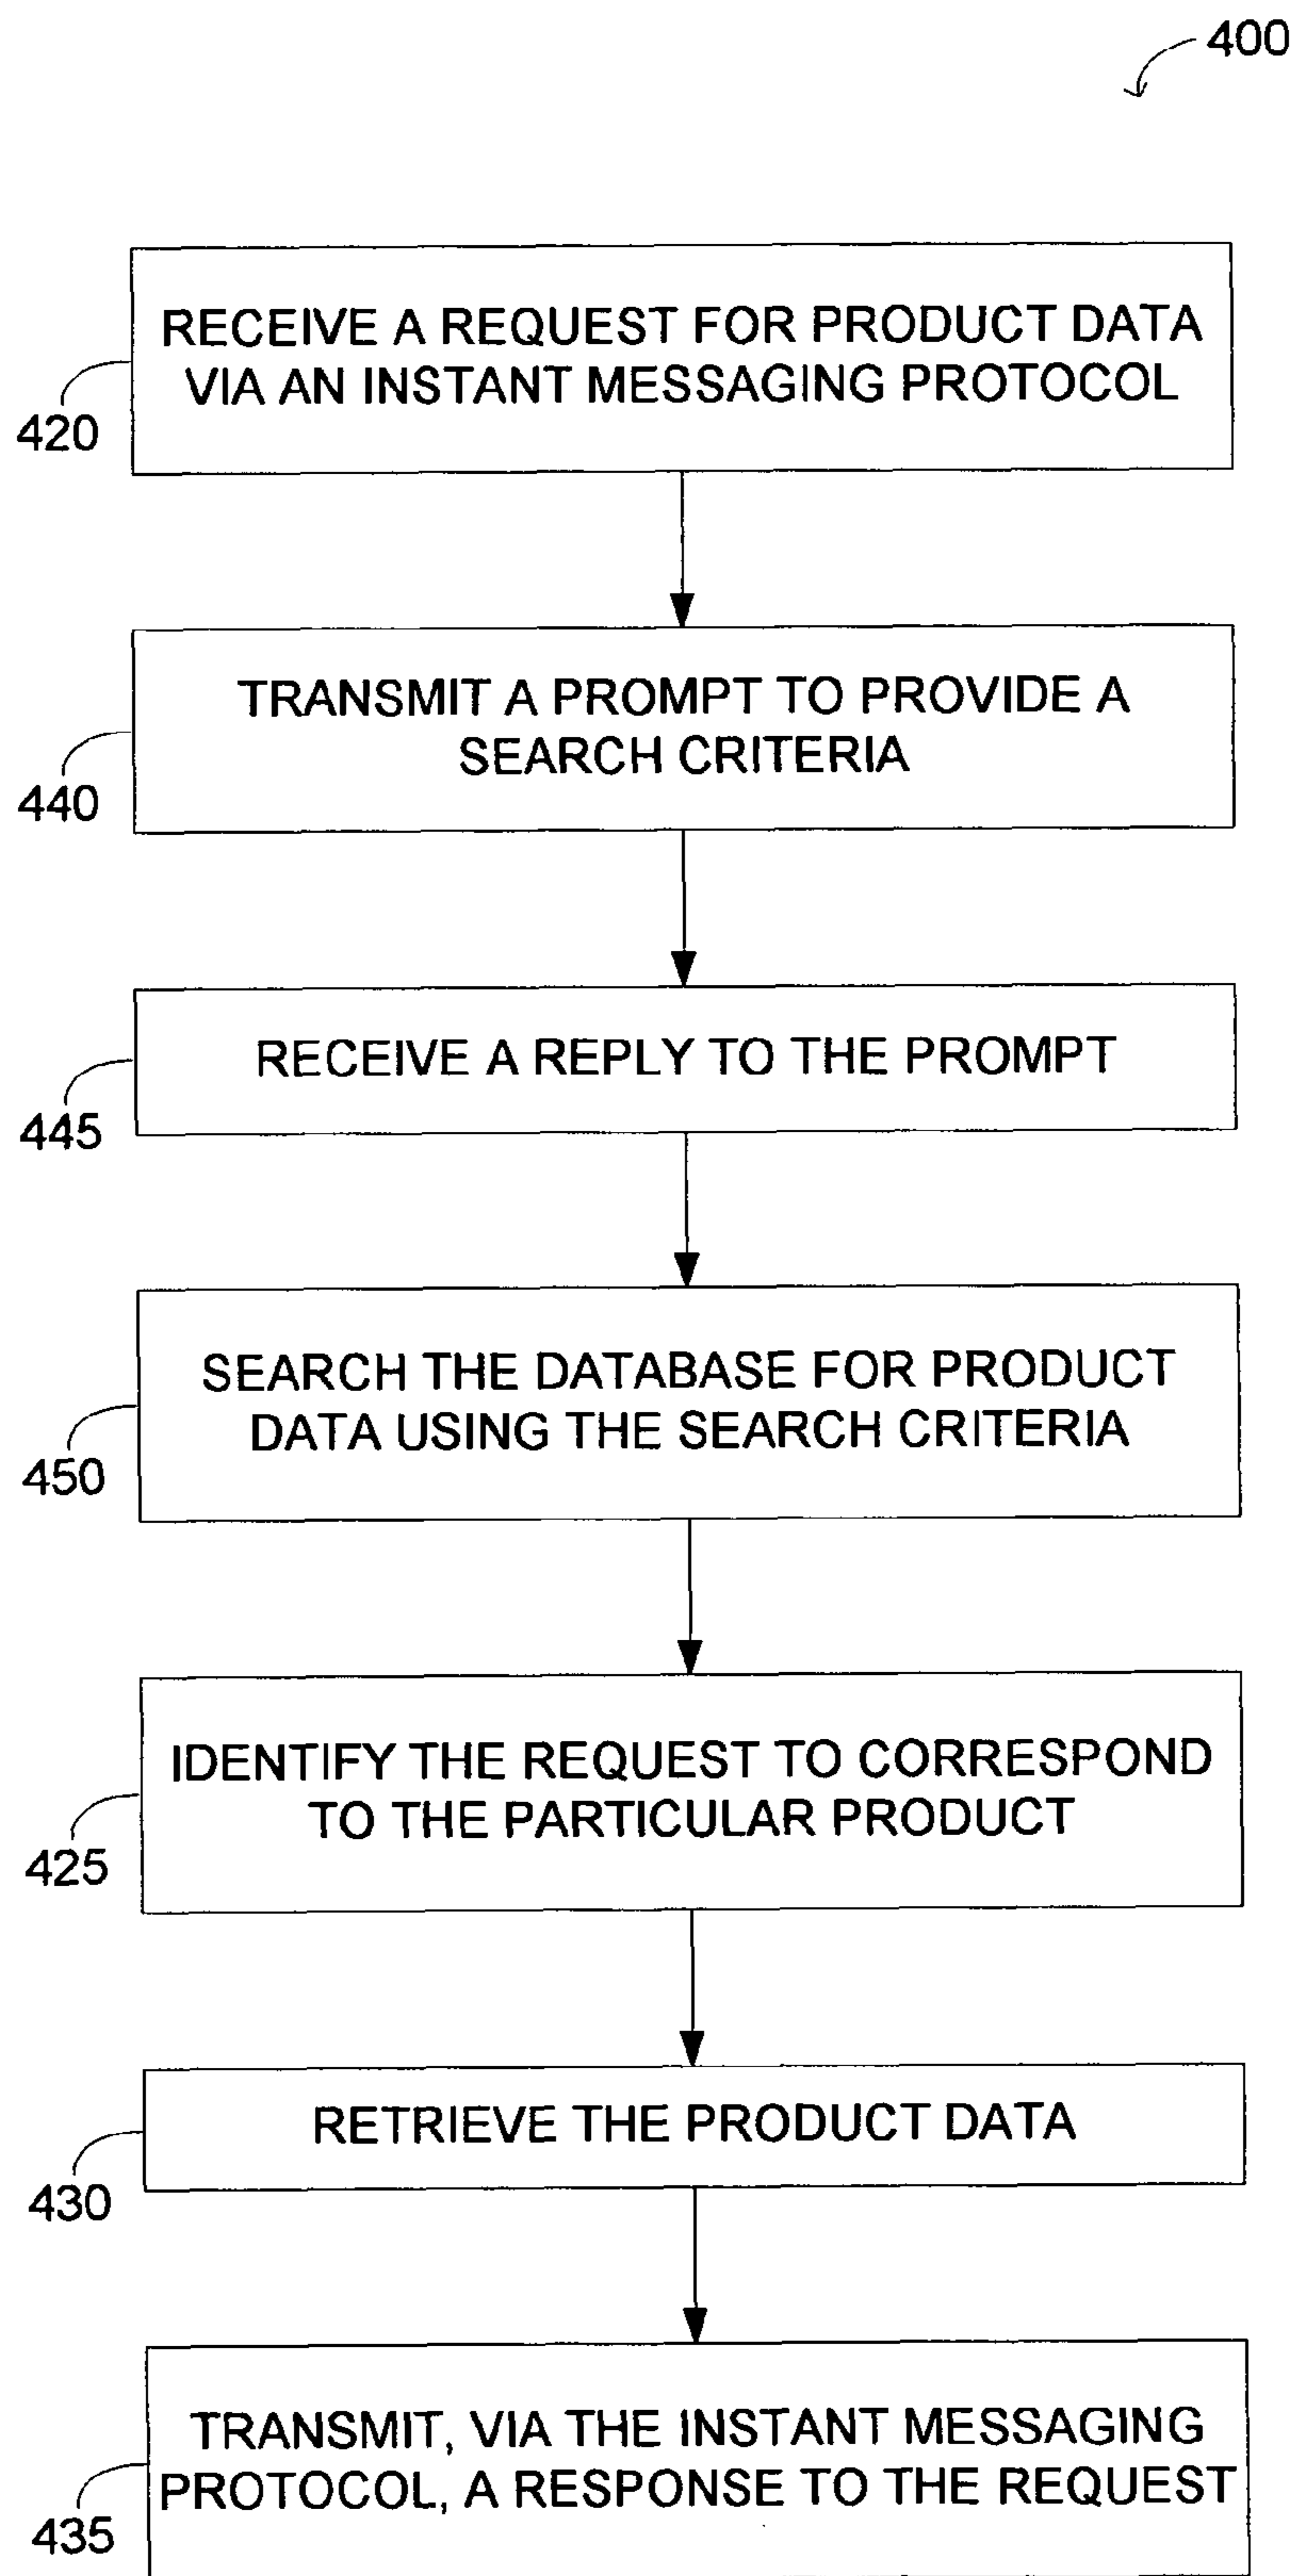 400
RECEIVE A REQUEST FOR PRODUCT DATA
VIA AN INSTANT MESSAGING PROTOCOL
420
TRANSMIT A PROMPT TO PROVIDE A
SEARCH CRITERIA
440
RECEIVE A REPLY TO THE PROMPT
445
SEARCH THE DATABASE FOR PRODUCT
DATA USING THE SEARCH CRITERIA
450
IDENTIFY THE REQUEST TO CORRESPOND
TO THE PARTICULAR PRODUCT
425
RETRIEVE THE PRODUCT DATA
430
TRANSMIT, VIA THE INSTANT MESSAGING
PROTOCOL, A RESPONSE TO THE REQUEST
435